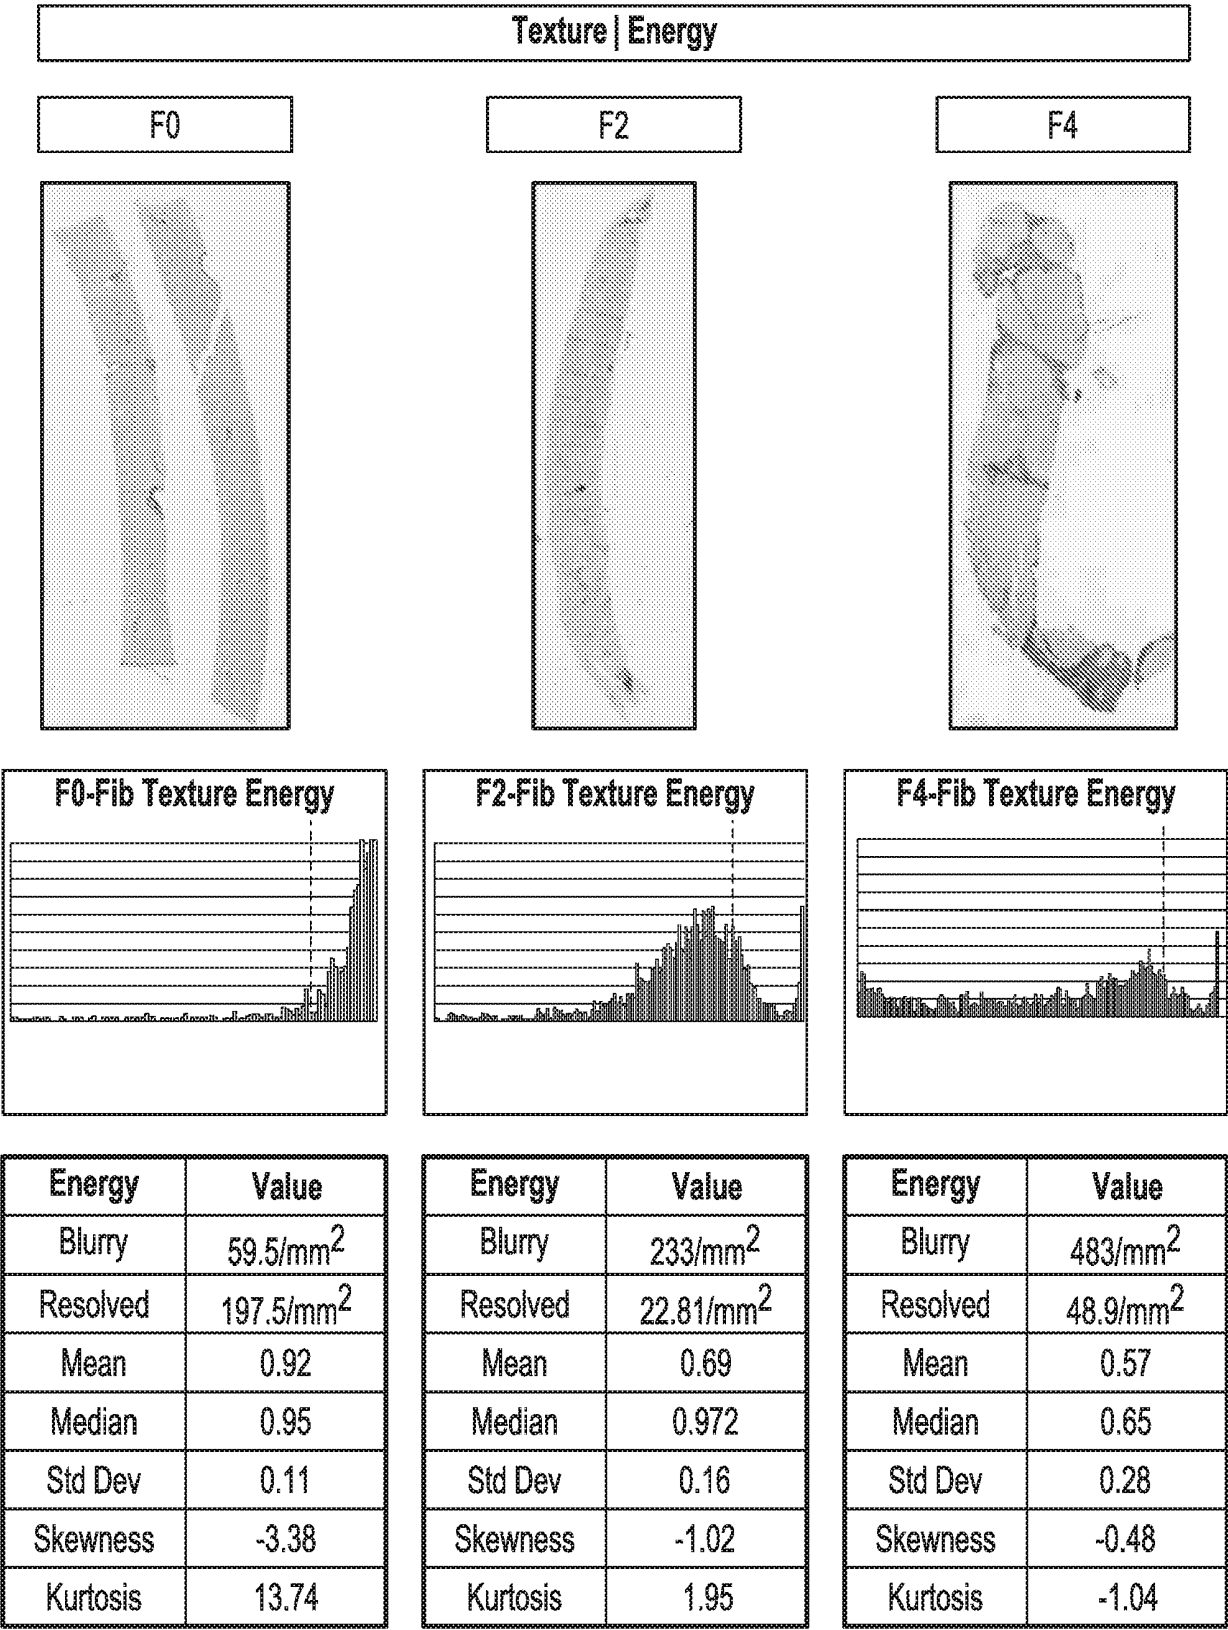 Texture | Energy
F0 F2 F4
F0-Fib Texture Energy F2-Fib Texture Energy F4-Fib Texture Energy
Energy Value Energy Value Energy Value
Blurry 59.5/mm² Blurry 233/mm² Blurry 483/mm²
Resolved 197.5/mm² Resolved 22.81/mm² Resolved 48.9/mm²
Mean 0.92 Mean 0.69 Mean 0.57
Median 0.95 Median 0.972 Median 0.65
Std Dev 0.11 Std Dev 0.16 Std Dev 0.28
Skewness -3.38 Skewness -1.02 Skewness -0.48
Kurtosis 13.74 Kurtosis 1.95 Kurtosis -1.04